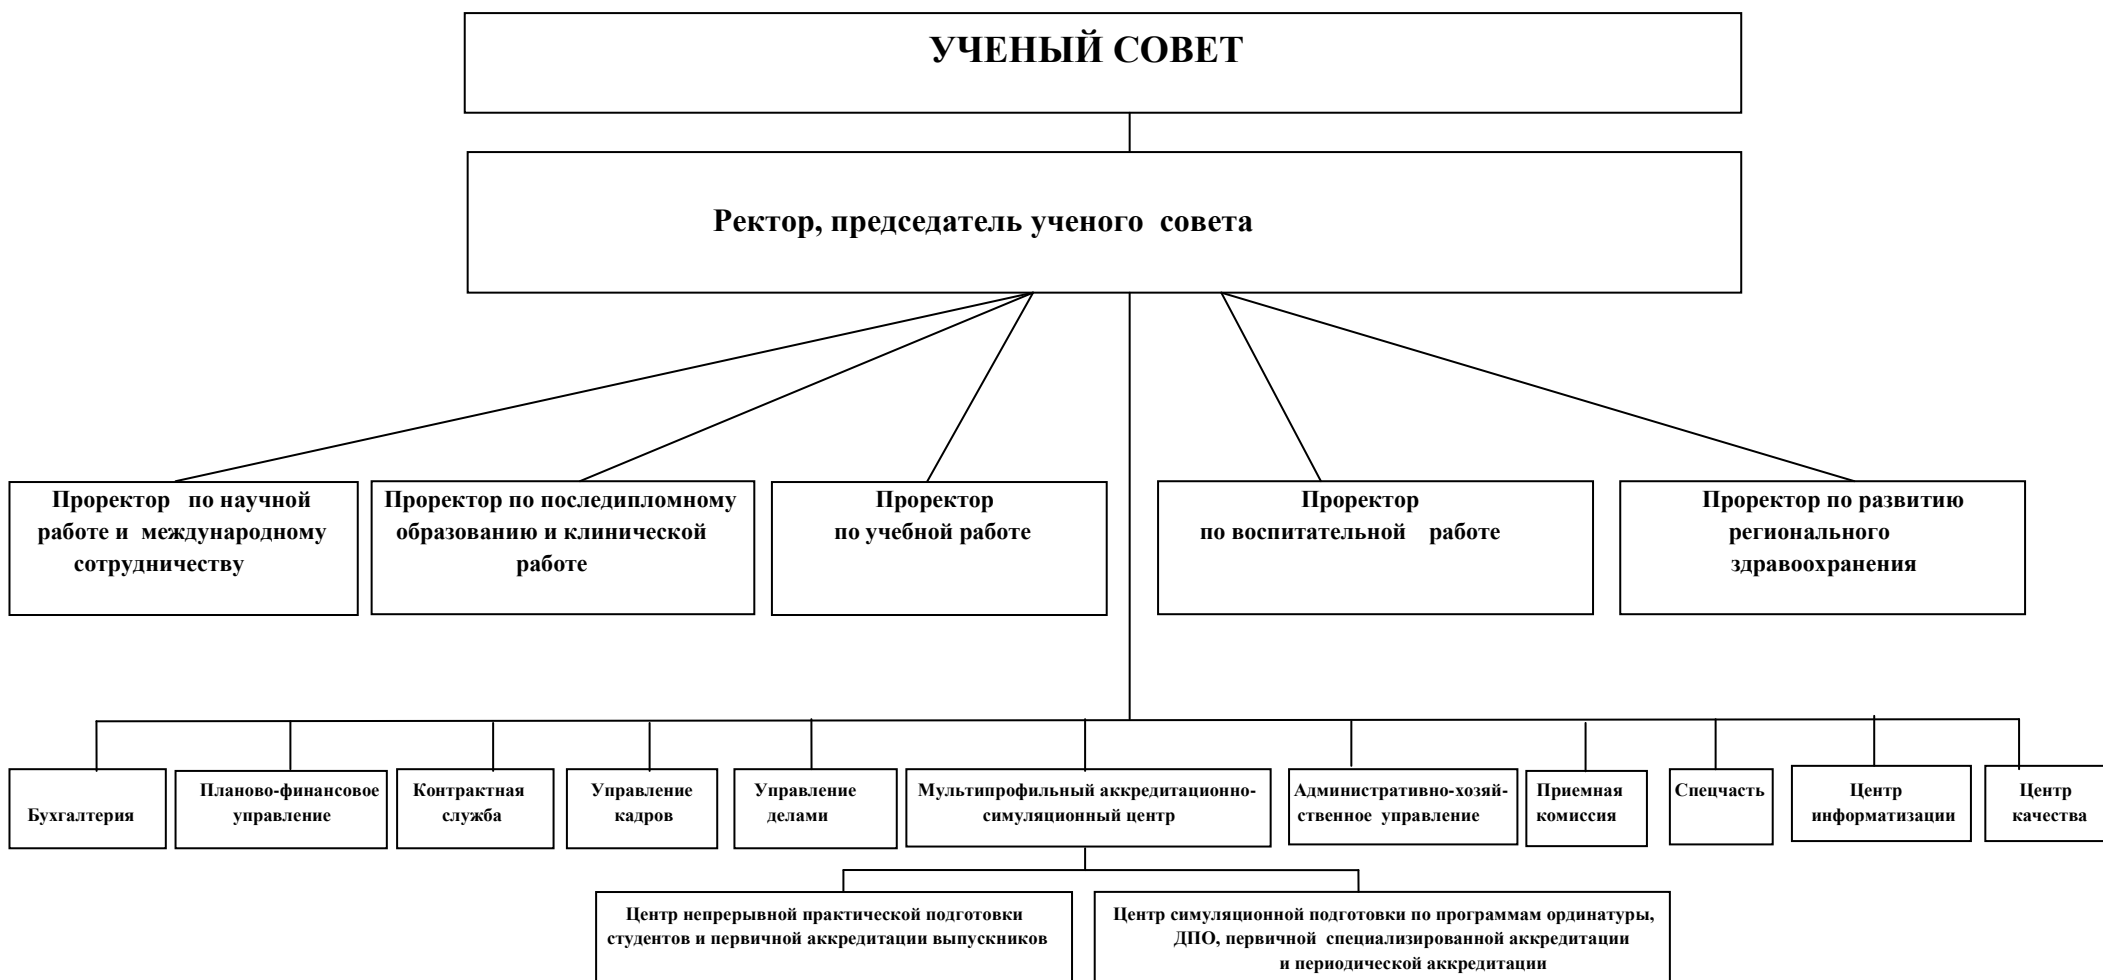 УЧЕНЫЙ СОВЕТ
Ректор, председатель ученого совета
Проректор по научной
работе и международному
сотрудничеству
Проректор по последипломному
образованию и клинической
работе
Проректор
по учебной работе
Проректор
по воспитательной работе
Проректор по развитию
регионального
здравоохранения
Бухгалтерия
Планово-финансовое
управление
Контрактная
служба
Управление
кадров
Управление
делами
Мультипрофильный аккредитационно-
симуляционный центр
Административно-хозяй-
ственное управление
Приемная
комиссия
Спецчасть
Центр
информатизации
Центр
качества
Центр непрерывной практической подготовки
студентов и первичной аккредитации выпускников
Центр симуляционной подготовки по программам ординатуры,
ДПО, первичной специализированной аккредитации
и периодической аккредитации